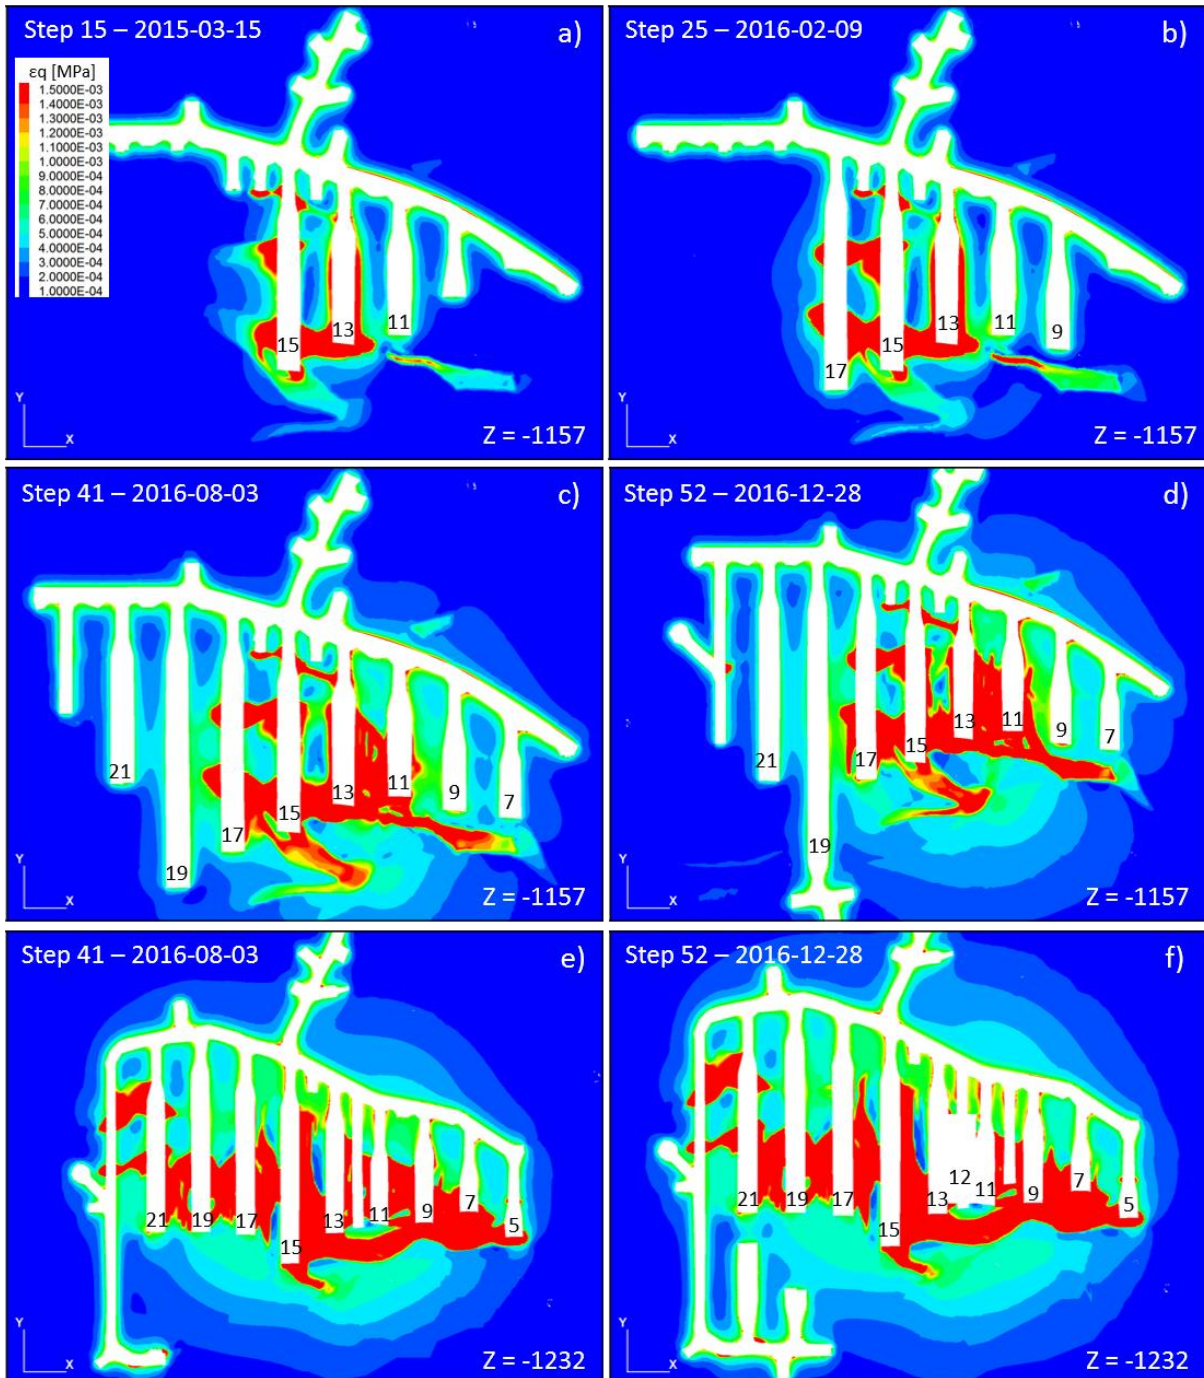 Step 15 – 2015-03-15
a)
εq [MPa]
1.5000E-03
1.4000E-03
1.2000E-03
1.0000E-03
9.0000E-04
8.0000E-04
7.0000E-04
6.0000E-04
5.0000E-04
4.0000E-04
3.0000E-04
2.0000E-04
1.0000E-04
15
13
11
Y
X
Z = -1157
Step 25 – 2016-02-09
b)
17
15
13
11
9
Y
X
Z = -1157
Step 41 – 2016-08-03
c)
21
19
17
15
13
11
9
7
Y
X
Z = -1157
Step 52 – 2016-12-28
d)
21
19
17
15
13
11
9
7
Y
X
Z = -1157
Step 41 – 2016-08-03
e)
21
19
17
15
13
11
9
7
5
Y
X
Z = -1232
Step 52 – 2016-12-28
f)
21
19
17
15
13
12
11
9
7
5
Y
X
Z = -1232